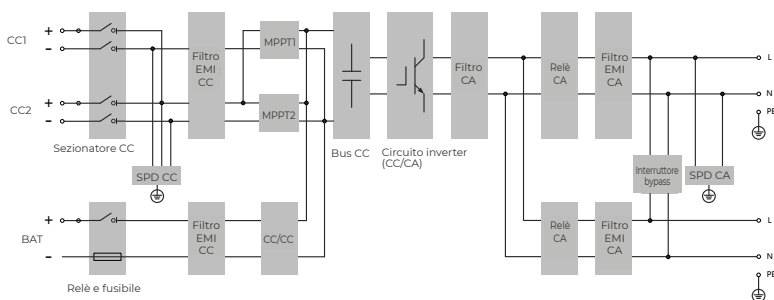 CC1
+
-
CC2
+
-
Sezionatore CC
SPD CC
Filtro
EMI
CC
MPPT1
MPPT2
Bus CC
Circuito inverter
(CC/CA)
Filtro
CA
Relè
CA
Filtro
EMI
CA
L
N
PE
Interruttore
bypass
SPD CA
BAT
+
-
Relè e fusibile
Filtro
EMI
CC
CC/CC
Relè
CA
Filtro
EMI
CA
L
N
PE